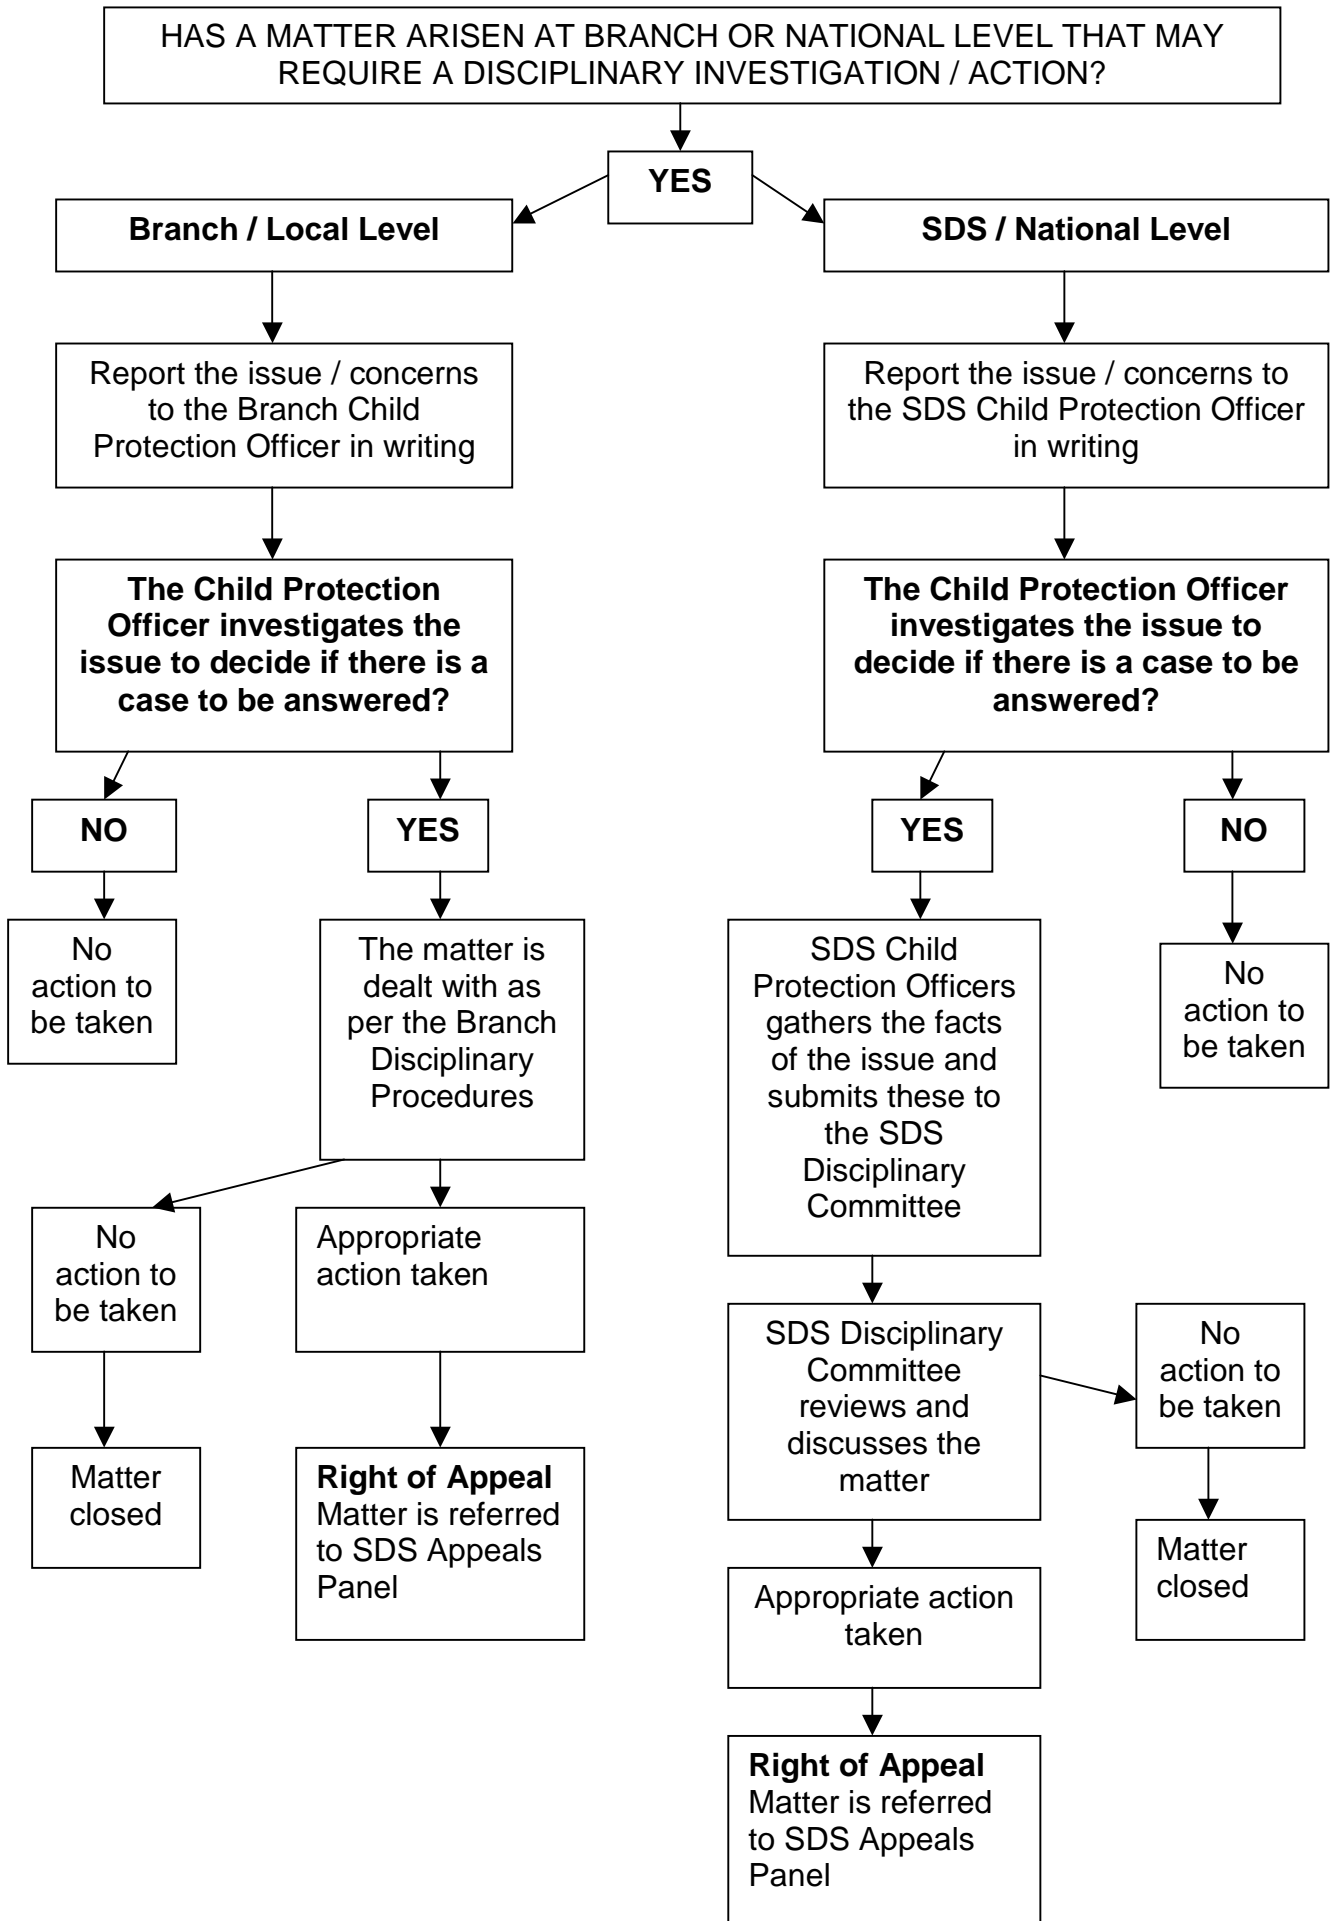 HAS A MATTER ARISEN AT BRANCH OR NATIONAL LEVEL THAT MAY
REQUIRE A DISCIPLINARY INVESTIGATION / ACTION?
YES
Branch / Local Level
SDS / National Level
Report the issue / concerns
to the Branch Child
Protection Officer in writing
Report the issue / concerns to
the SDS Child Protection Officer
in writing
The Child Protection
Officer investigates the
issue to decide if there is a
case to be answered?
The Child Protection Officer
investigates the issue to
decide if there is a case to be
answered?
NO
YES
YES
NO
No
action to
be taken
The matter is
dealt with as
per the Branch
Disciplinary
Procedures
SDS Child
Protection Officers
gathers the facts
of the issue and
submits these to
the SDS
Disciplinary
Committee
No
action to
be taken
No
action to
be taken
Appropriate
action taken
SDS Disciplinary
Committee
reviews and
discusses the
matter
No
action to
be taken
Matter
closed
Right of Appeal
Matter is referred
to SDS Appeals
Panel
Matter
closed
Appropriate action
taken
Right of Appeal
Matter is referred
to SDS Appeals
Panel